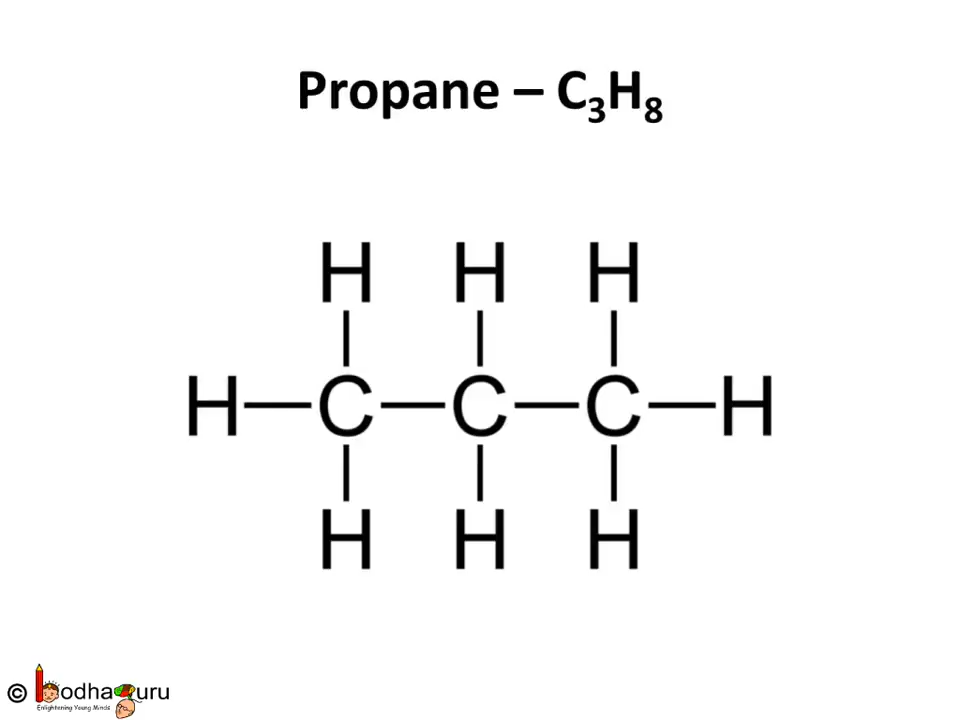 Propane – C₃H₈
H H H
H—C—C—C—H
H H H
© bodhaguru
Enlightening Young Minds